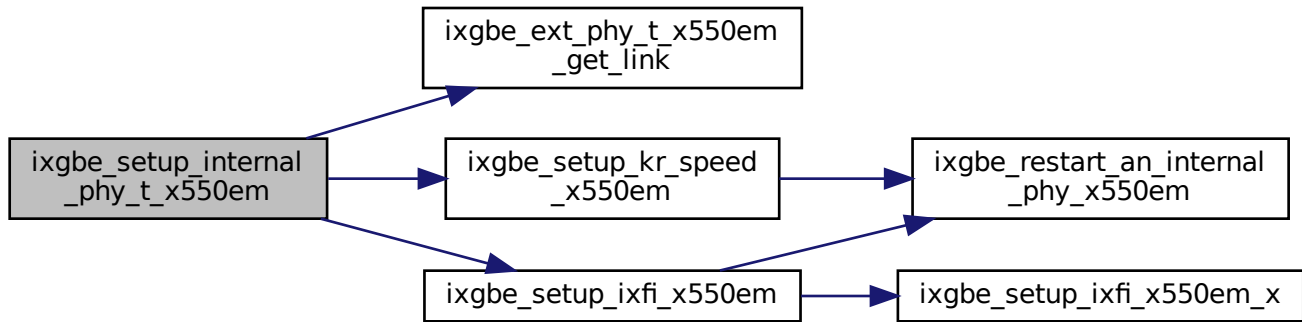 ixgbe_setup_internal
_phy_t_x550em
ixgbe_ext_phy_t_x550em
_get_link
ixgbe_setup_kr_speed
_x550em
ixgbe_setup_ixfi_x550em
ixgbe_restart_an_internal
_phy_x550em
ixgbe_setup_ixfi_x550em_x